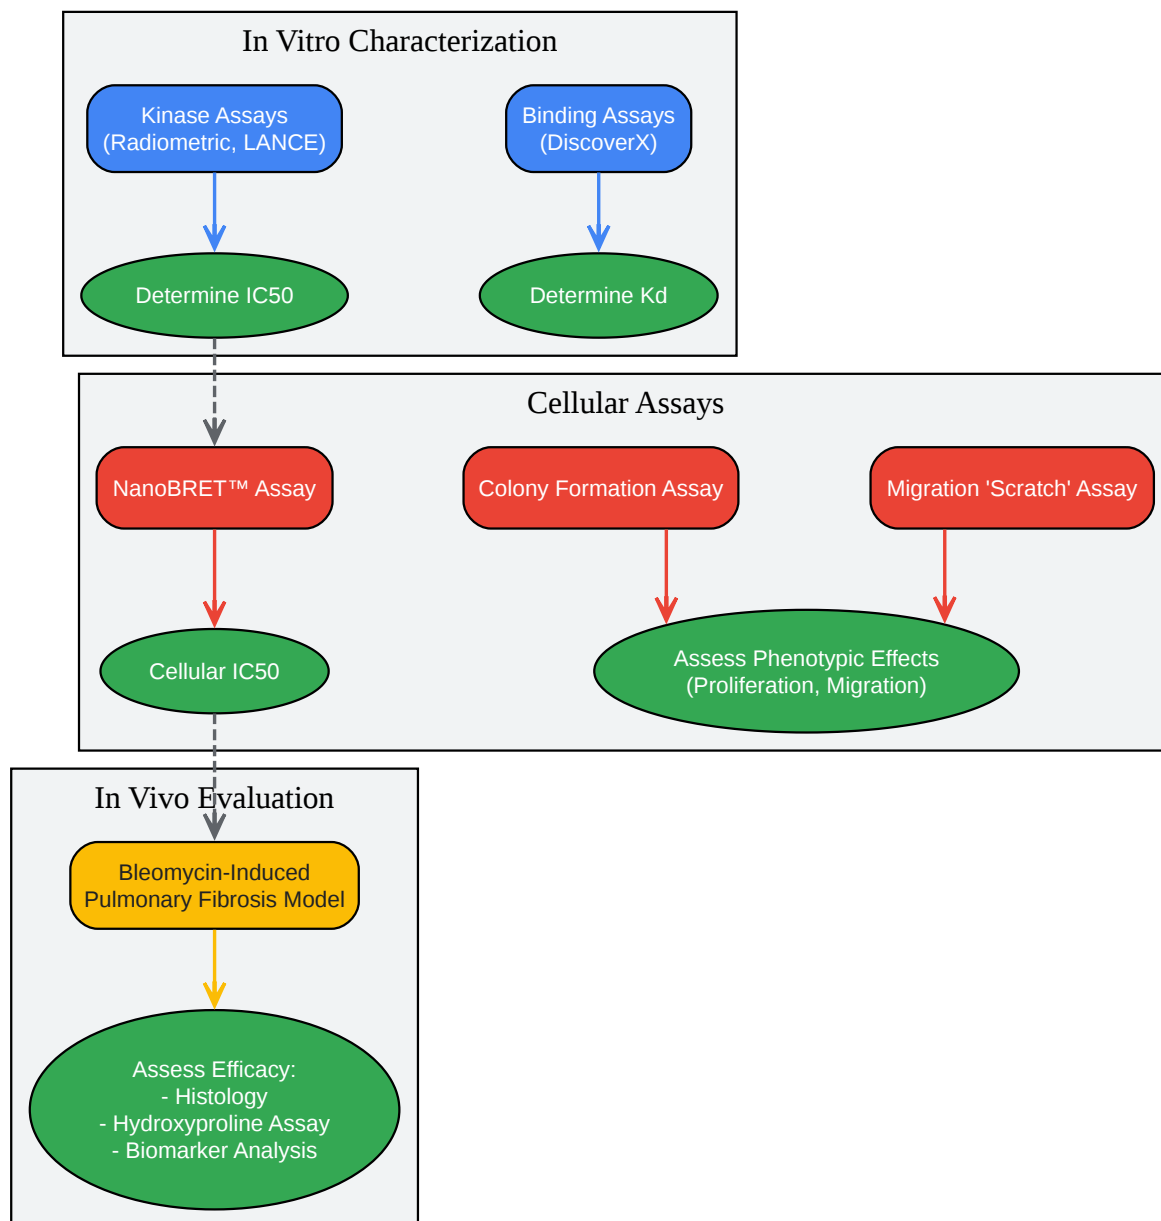 In Vitro Characterization
Kinase Assays
(Radiometric, LANCE)
Binding Assays
(DiscoverX)
Determine IC50
Determine Kd
Cellular Assays
NanoBRET™ Assay
Colony Formation Assay
Migration 'Scratch' Assay
Cellular IC50
Assess Phenotypic Effects
(Proliferation, Migration)
In Vivo Evaluation
Bleomycin-Induced
Pulmonary Fibrosis Model
Assess Efficacy:
- Histology
- Hydroxyproline Assay
- Biomarker Analysis